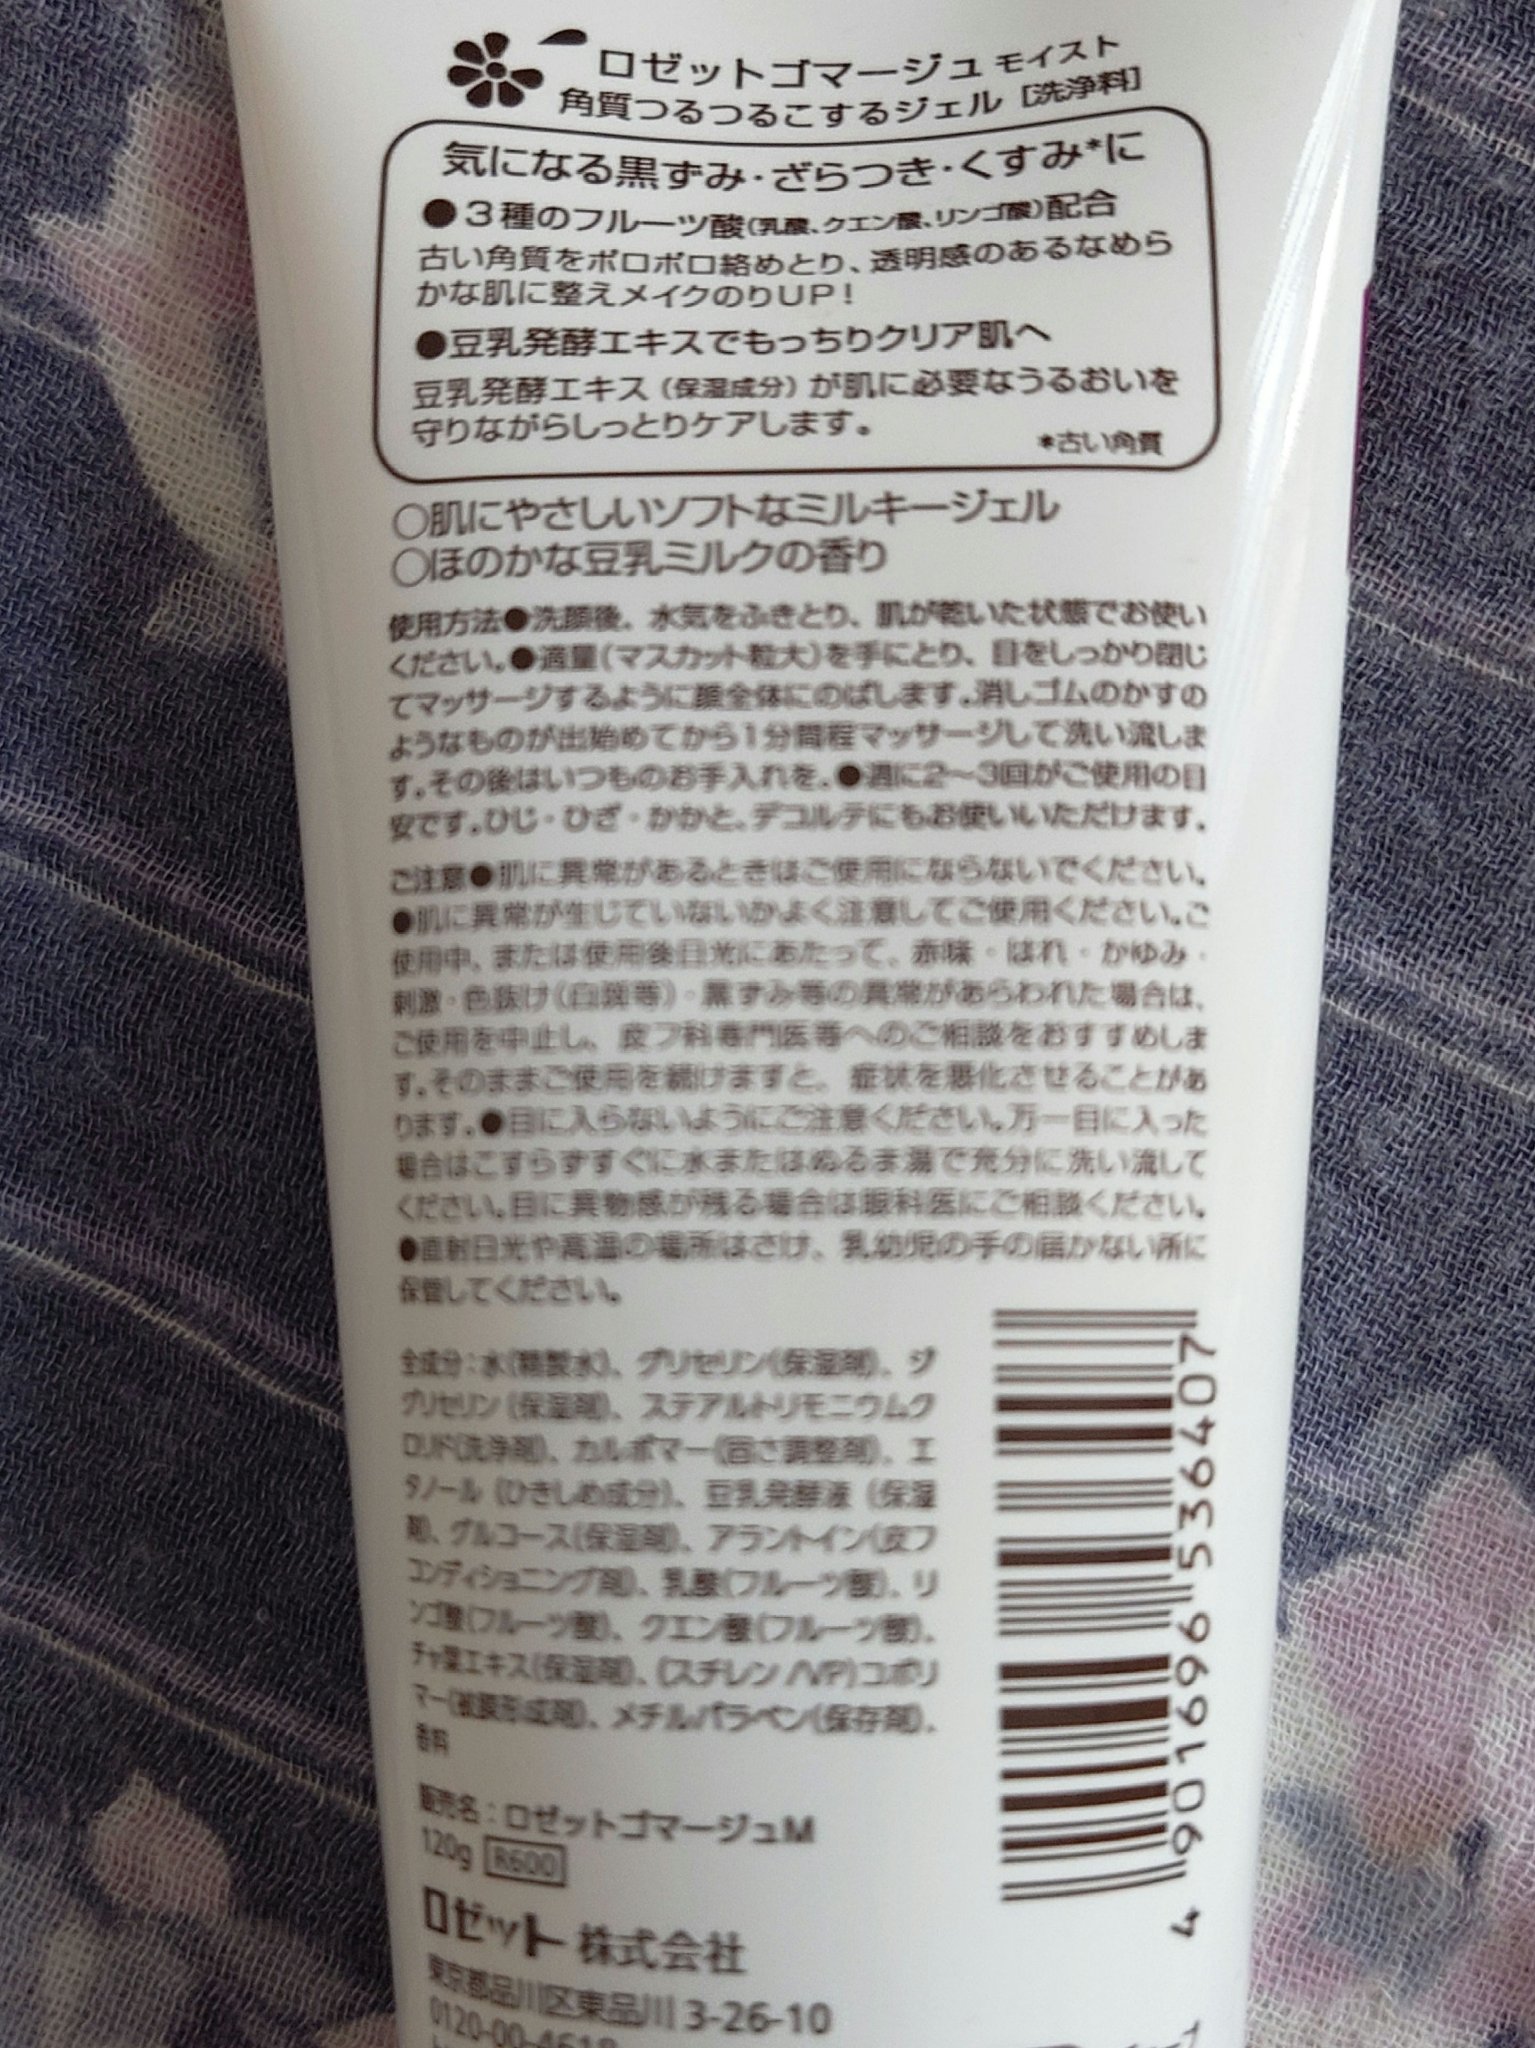 ロゼットゴマージュ モイスト
角質つるつるこするジェル [洗浄料]
気になる黒ずみ・ざらつき・くすみ*に
●3種のフルーツ酸(乳酸、クエン酸、リンゴ酸)配合
古い角質をポロポロ絡めとり、透明感のあるなめら
かな肌に整えメイクのりUP!
●豆乳発酵エキスでもっちりクリア肌へ
豆乳発酵エキス(保湿成分)が肌に必要なうるおいを
守りながらしっとりケアします。
*古い角質
○肌にやさしいソフトなミルキージェル
○ほのかな豆乳ミルクの香り
使用方法●洗顔後、水気をふきとり、肌が乾いた状態でお使い
ください。●適量(マスカット粒大)を手にとり、目をしっかり閉じ
てマッサージするように顔全体にのばします。消しゴムのかすの
ようなものが出始めてから1分間程マッサージして洗い流しま
す。その後はいつものお手入れを。●週に2〜3回がご使用の目
安です。ひじ・ひざ・かかと、デコルテにもお使いいただけます。
ご注意●肌に異常があるときはご使用にならないでください。
●肌に異常が生じていないかよく注意してご使用ください。ご
使用中、または使用後日光にあたって、赤味・はれ・かゆみ・
刺激・色抜け(白斑等)・黒ずみ等の異常があらわれた場合は、
ご使用を中止し、皮フ科専門医等へのご相談をおすすめしま
す。そのままご使用を続けますと、症状を悪化させることがあ
ります。●目に入らないようにご注意ください。万一目に入った
場合はこすらずすぐに水またはぬるま湯で充分に洗い流して
ください。目に異物感が残る場合は眼科医にご相談ください。
●直射日光や高温の場所はさけ、乳幼児の手の届かない所に
保管してください。
全成分:水(精製水)、グリセリン(保湿剤)、ジ
グリセリン(保湿剤)、ステアルトリモニウムク
ロリド(洗浄剤)、カルボマー(固さ調整剤)、エ
タノール(ひきしめ成分)、豆乳発酵液(保湿
剤)、グルコース(保湿剤)、アラントイン(皮フ
コンディショニング剤)、乳酸(フルーツ酸)、リ
ンゴ酸(フルーツ酸)、クエン酸(フルーツ酸)、
チャ葉エキス(保湿剤)、(スチレン/VP)コポリ
マー(被膜形成剤)、メチルパラベン(保存剤)、
香料
4 901696 536407
販売名:ロゼットゴマージュM
120g R600
ロゼット株式会社
東京都品川区東品川3-26-10
0120-00-4618